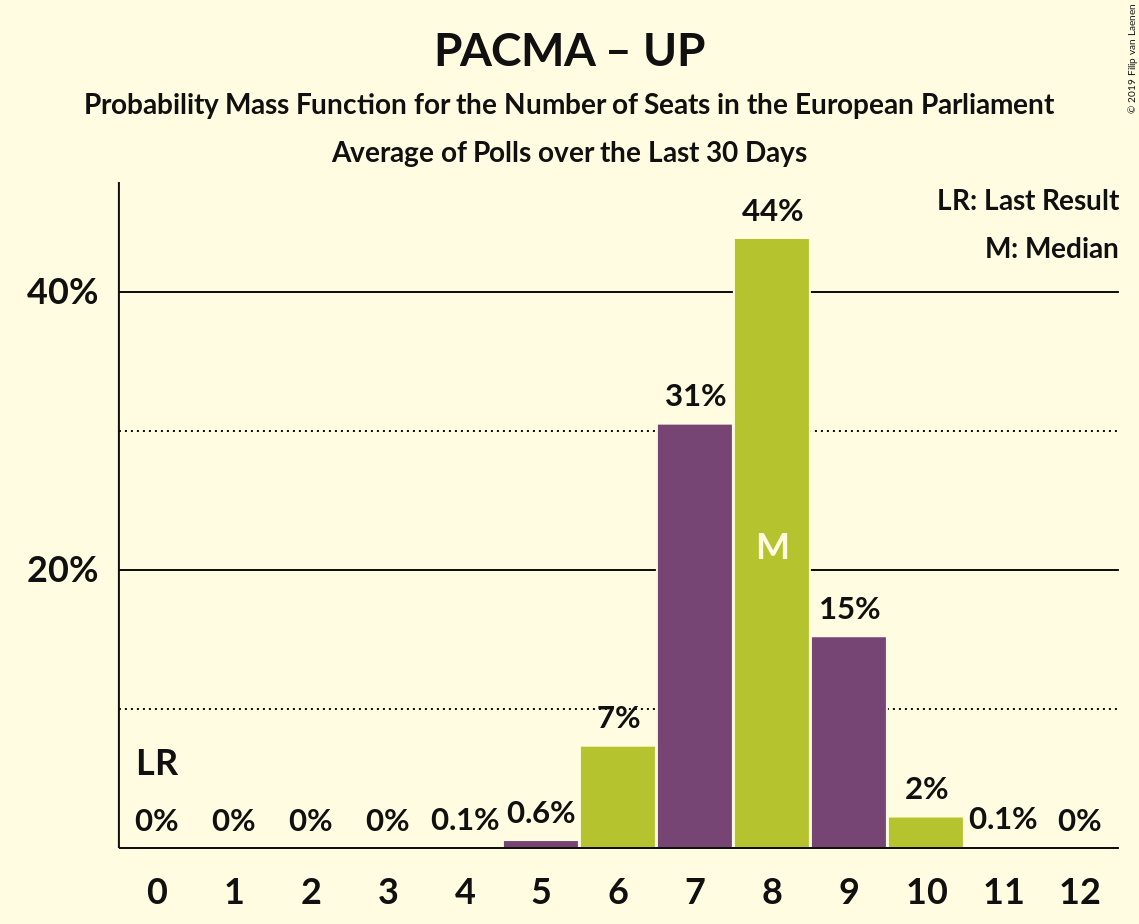 PACMA – UP
Probability Mass Function for the Number of Seats in the European Parliament
Average of Polls over the Last 30 Days
© 2019 Filip van Laenen
LR: Last Result
M: Median
44%
40%
31%
M
20%
15%
7%
LR
2%
0% 0% 0% 0% 0.1% 0.6% 0.1% 0%
0 1 2 3 4 5 6 7 8 9 10 11 12